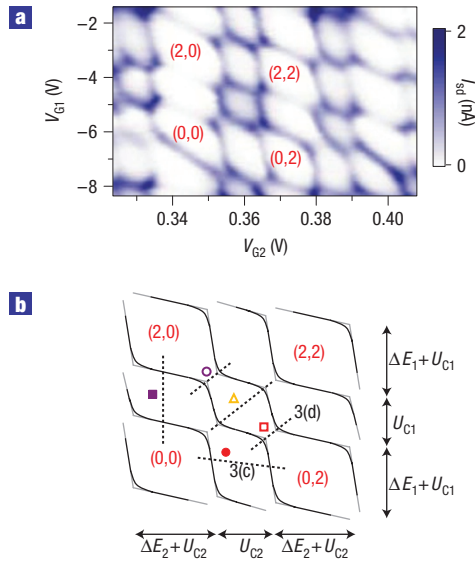 a
−2
−4
−6
−8
V_G1 (V)
(2,0)
(2,2)
(0,0)
(0,2)
0.34
0.36
0.38
0.40
V_G2 (V)
2
0
I_sd (nA)
b
(2,0)
(2,2)
3(d)
(0,0)
3(c)
(0,2)
ΔE_1 + U_C1
U_C1
ΔE_1 + U_C1
ΔE_2 + U_C2
U_C2
ΔE_2 + U_C2